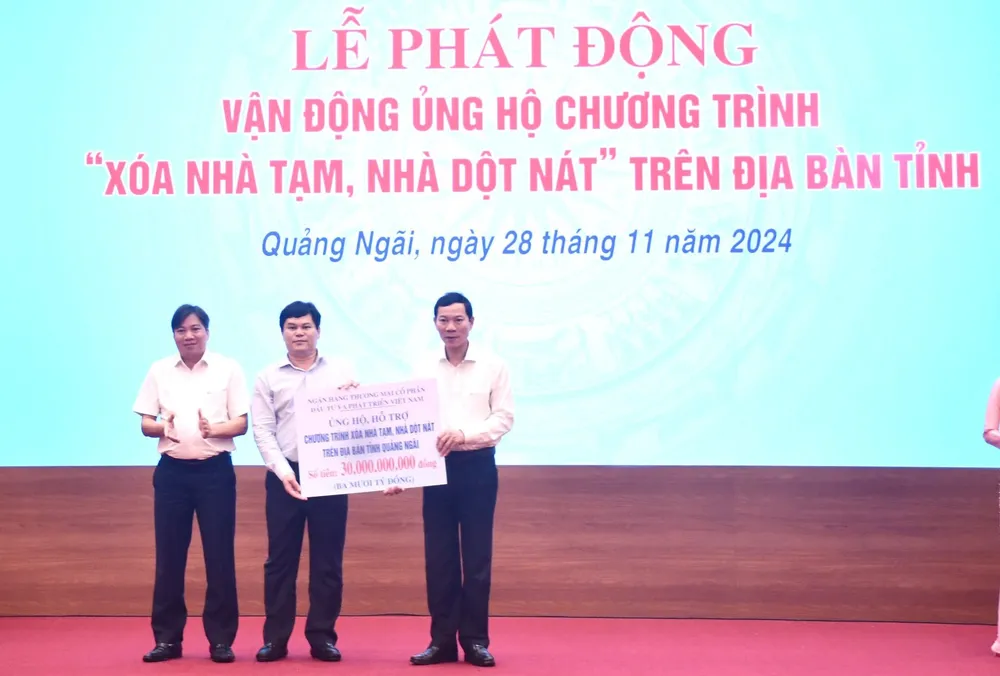 LỄ PHÁT ĐỘNG
VẬN ĐỘNG ỦNG HỘ CHƯƠNG TRÌNH
“XÓA NHÀ TẠM, NHÀ DỘT NÁT” TRÊN ĐỊA BÀN TỈNH
Quảng Ngãi, ngày 28 tháng 11 năm 2024
NGÂN HÀNG THƯƠNG MẠI CỔ PHẦN
ĐẦU TƯ VÀ PHÁT TRIỂN VIỆT NAM
ỦNG HỘ, HỖ TRỢ
CHƯƠNG TRÌNH XÓA NHÀ TẠM, NHÀ DỘT NÁT
TRÊN ĐỊA BÀN TỈNH QUẢNG NGÃI
Số tiền: 30,000,000,000 đồng
(BA MƯƠI TỶ ĐỒNG)